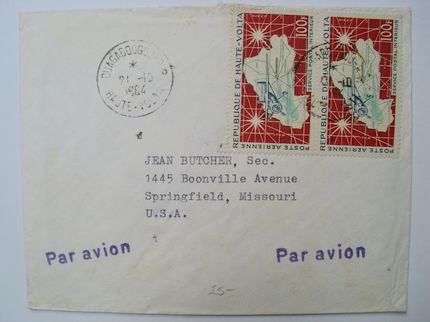 OUAGADOUGOU R.P.
21-10
1964
HAUTE-VOLTA
100F
REPUBLIQUE DE HAUTE-VOLTA
SERVICE POSTAL INTERIEUR
POSTE AERIENNE
100F
REPUBLIQUE DE HAUTE-VOLTA
SERVICE POSTAL INTERIEUR
POSTE AERIENNE
JEAN BUTCHER, Sec.
1445 Boonville Avenue
Springfield, Missouri
U.S.A.
Par avion
Par avion
25-